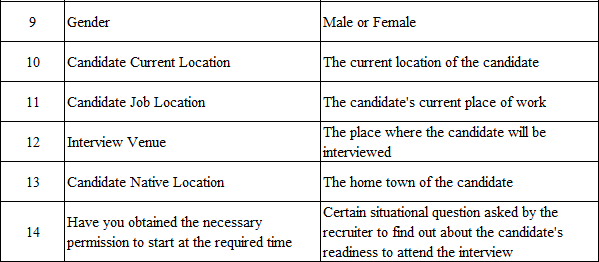 9 Gender Male or Female
10 Candidate Current Location The current location of the candidate
11 Candidate Job Location The candidate's current place of work
12 Interview Venue The place where the candidate will be
interviewed
13 Candidate Native Location The home town of the candidate
14 Have you obtained the necessary
permission to start at the required time
Certain situational question asked by the
recruiter to find out about the candidate's
readiness to attend the interview